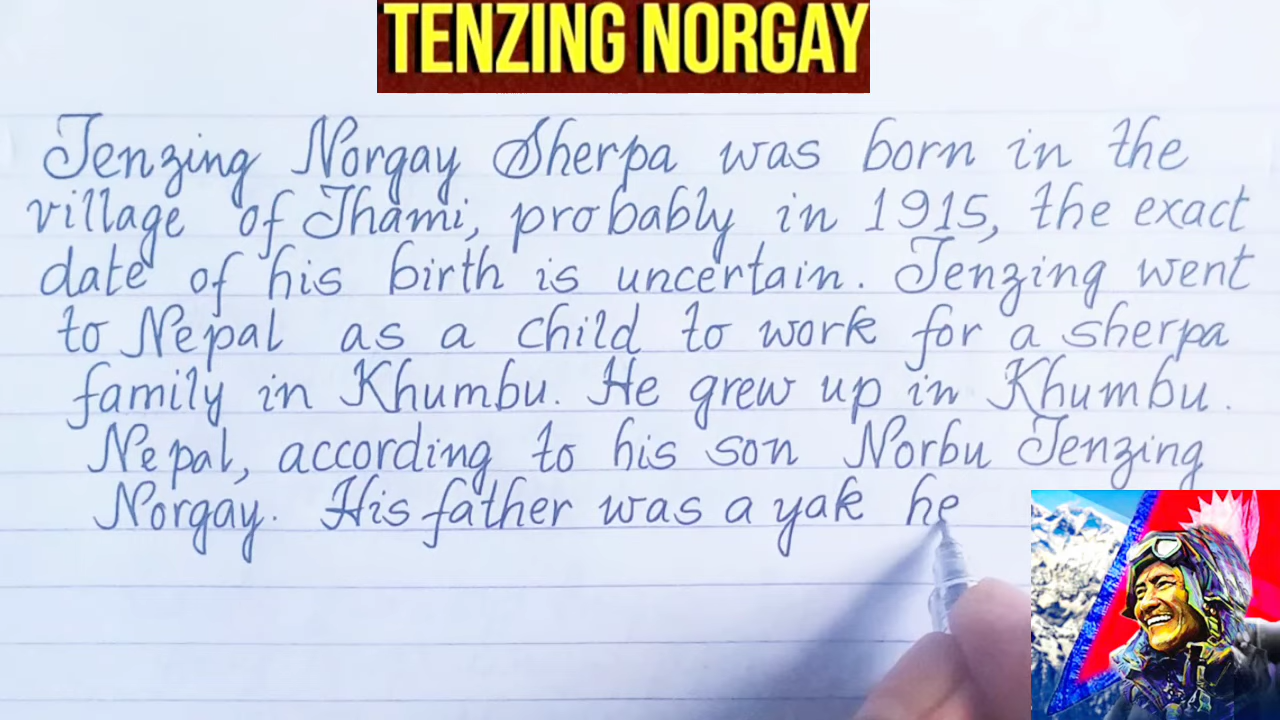 TENZING NORGAY
Tenzing Norgay Sherpa was born in the
village of Thami, probably in 1915, the exact
date of his birth is uncertain. Tenzing went
to Nepal as a child to work for a sherpa
family in Khumbu. He grew up in Khumbu.
Nepal, according to his son Norbu Tenzing
Norgay. His father was a yak he